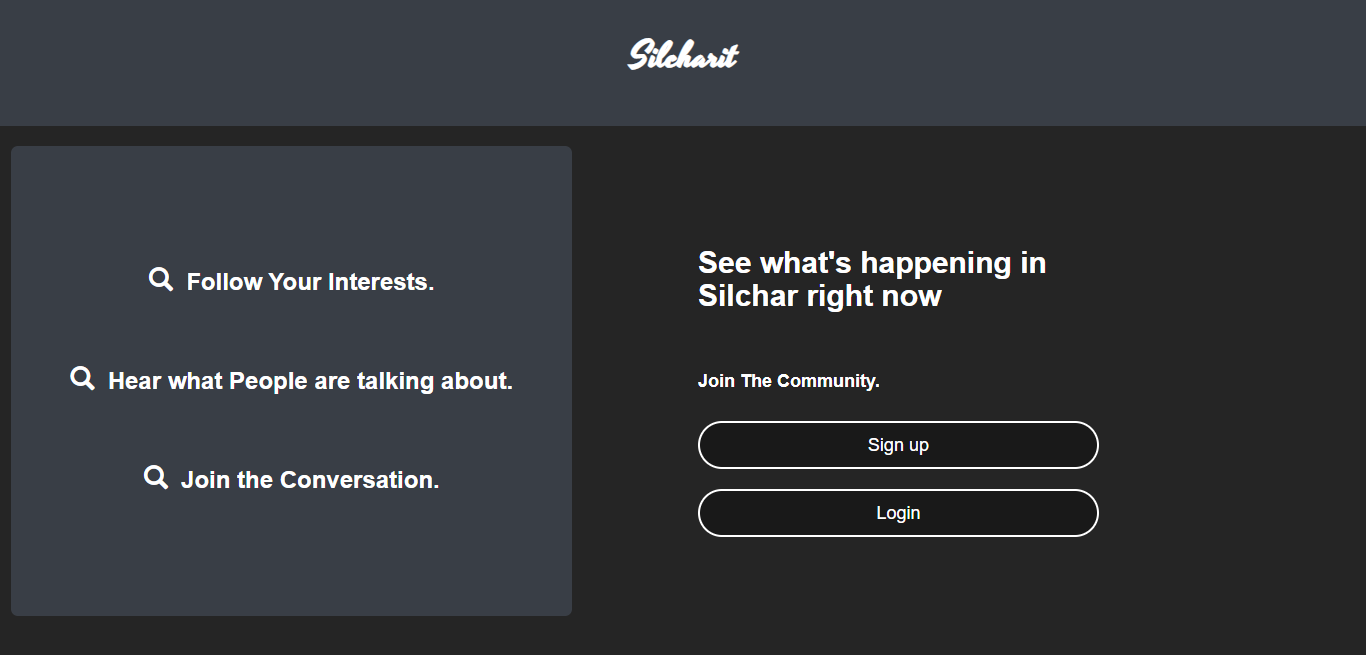 Silcharit
Follow Your Interests.
Hear what People are talking about.
Join the Conversation.
See what's happening in
Silchar right now
Join The Community.
Sign up
Login